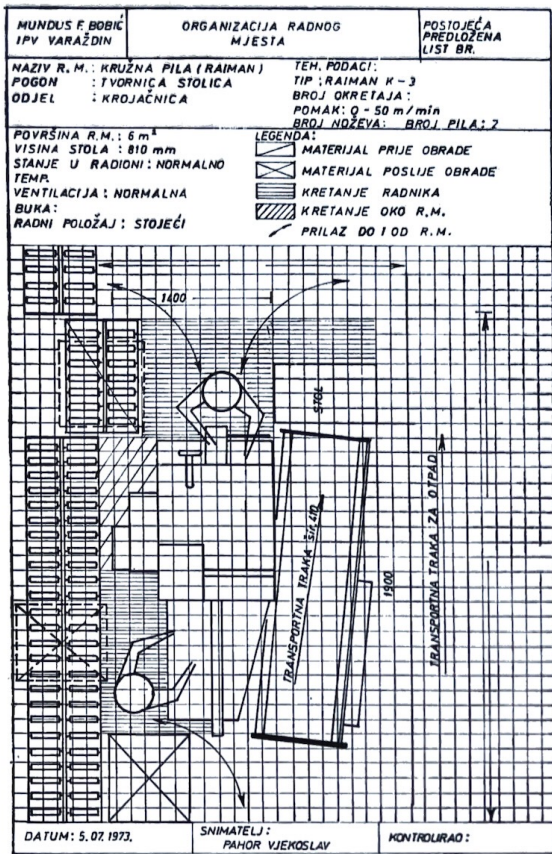 MUNDUS F. BOBIĆ
IPV VARAŽDIN
ORGANIZACIJA RADNOG
MJESTA
POSTOJEĆA
PREDLOŽENA
LIST BR.
NAZIV R. M. : KRUŽNA PILA ( RAIMAN )
POGON : TVORNICA STOLICA
ODJEL : KROJAČNICA
TEH. PODACI:
TIP : RAIMAN K - 3
BROJ OKRETAJA :
POMAK: 0 - 50 m/min
BROJ NOŽEVA: BROJ PILA: 2
POVRŠINA R.M. : 6 m²
VISINA STOLA : 810 mm
STANJE U RADIONI : NORMALNO
TEMP.
VENTILACIJA : NORMALNA
BUKA:
RADNI POLOŽAJ : STOJEĆI
LEGENDA:
MATERIJAL PRIJE OBRADE
MATERIJAL POSLIJE OBRADE
KRETANJE RADNIKA
KRETANJE OKO R.M.
PRILAZ DO I OD R.M.
1400
STOL
TRANSPORTNA TRAKA šir. 410
1900
TRANSPORTNA TRAKA ZA OTPAD
DATUM: 5. 07. 1973.
SNIMATELJ :
PAHOR VJEKOSLAV
KONTROLIRAO :